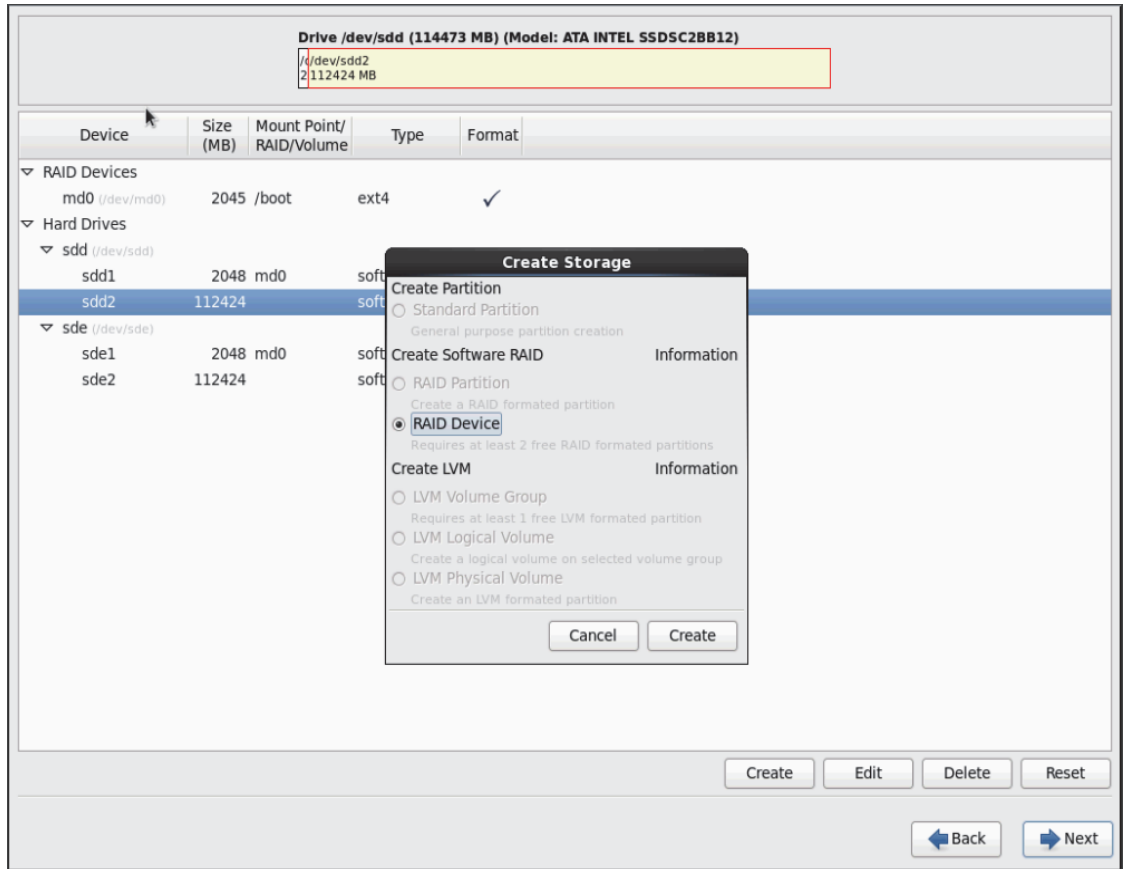 Drive /dev/sdd (114473 MB) (Model: ATA INTEL SSDSC2BB12)
/dev/sdd2
2 112424 MB
Device Size (MB) Mount Point/ RAID/Volume Type Format
RAID Devices
md0 (/dev/md0) 2045 /boot ext4 ✓
Hard Drives
sdd (/dev/sdd)
sdd1 2048 md0 soft
sdd2 112424 soft
sde (/dev/sde)
sde1 2048 md0 soft
sde2 112424 soft
Create Storage
Create Partition
Standard Partition
General purpose partition creation
Create Software RAID Information
RAID Partition
Create a RAID formated partition
RAID Device
Requires at least 2 free RAID formated partitions
Create LVM Information
LVM Volume Group
Requires at least 1 free LVM formated partition
LVM Logical Volume
Create a logical volume on selected volume group
LVM Physical Volume
Create an LVM formated partition
Cancel Create
Create Edit Delete Reset
Back Next